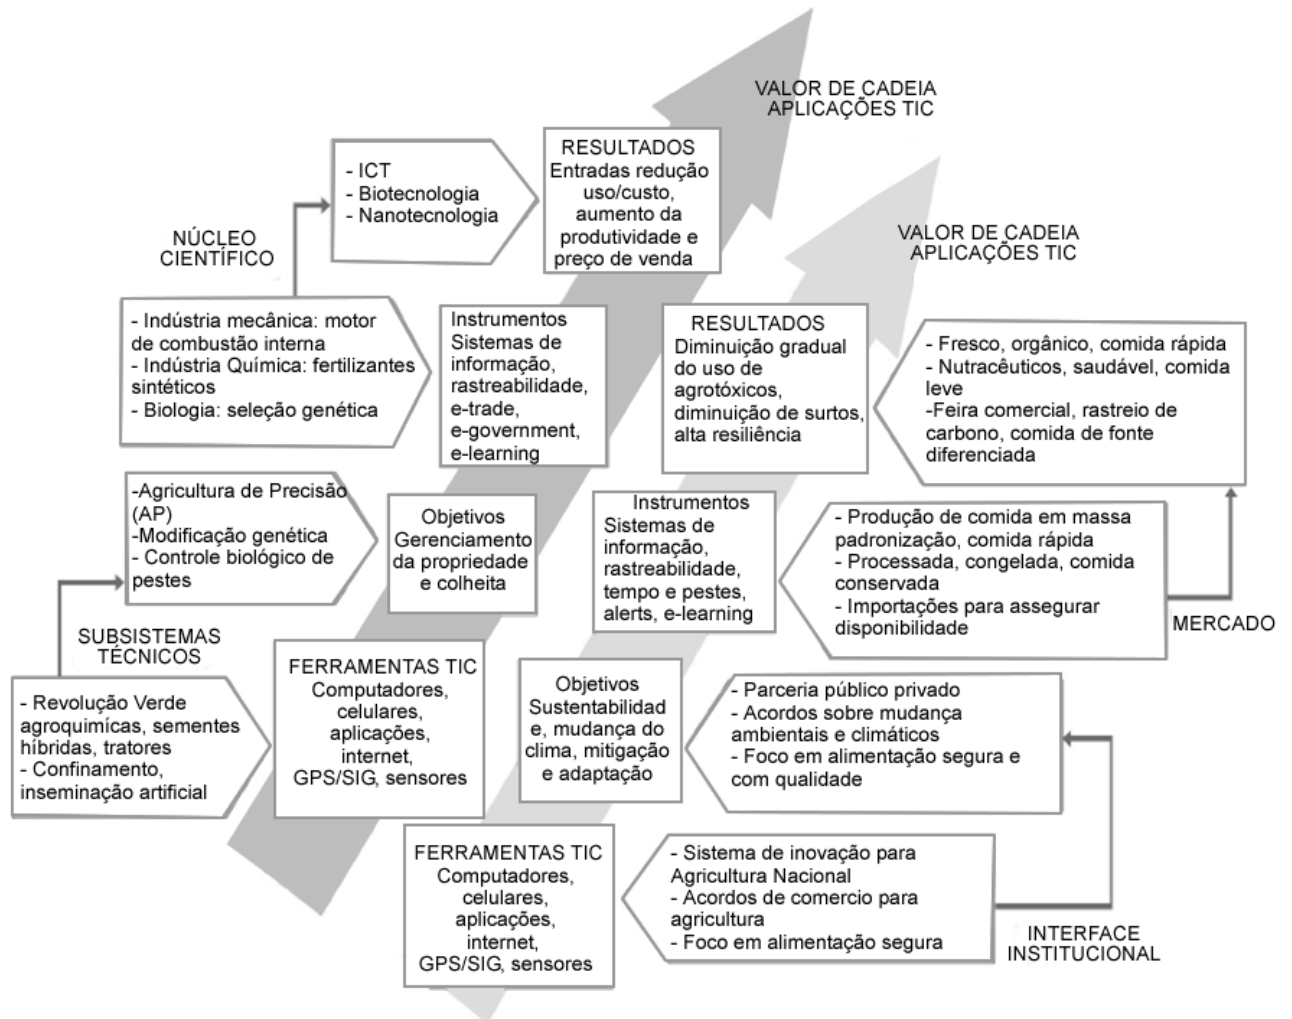 VALOR DE CADEIA
APLICAÇÕES TIC
- ICT
- Biotecnologia
- Nanotecnologia
RESULTADOS
Entradas redução
uso/custo,
aumento da
produtividade e
preço de venda
NÚCLEO
CIENTÍFICO
VALOR DE CADEIA
APLICAÇÕES TIC
- Indústria mecânica: motor
de combustão interna
- Indústria Química: fertilizantes
sintéticos
- Biologia: seleção genética
Instrumentos
Sistemas de
informação,
rastreabilidade,
e-trade,
e-government,
e-learning
RESULTADOS
Diminuição gradual
do uso de
agrotóxicos,
diminuição de surtos,
alta resiliência
- Fresco, orgânico, comida rápida
- Nutracêuticos, saudável, comida
leve
-Feira comercial, rastreio de
carbono, comida de fonte
diferenciada
-Agricultura de Precisão
(AP)
-Modificação genética
- Controle biológico de
pestes
Objetivos
Gerenciamento
da propriedade
e colheita
Instrumentos
Sistemas de
informação,
rastreabilidade,
tempo e pestes,
alerts, e-learning
- Produção de comida em massa
padronização, comida rápida
- Processada, congelada, comida
conservada
- Importações para assegurar
disponibilidade
MERCADO
SUBSISTEMAS
TÉCNICOS
- Revolução Verde
agroquimícas, sementes
híbridas, tratores
- Confinamento,
inseminação artificial
FERRAMENTAS TIC
Computadores,
celulares,
aplicações,
internet,
GPS/SIG, sensores
Objetivos
Sustentabilidad
e, mudança do
clima, mitigação
e adaptação
- Parceria público privado
- Acordos sobre mudança
ambientais e climáticos
- Foco em alimentação segura e
com qualidade
FERRAMENTAS TIC
Computadores,
celulares,
aplicações,
internet,
GPS/SIG, sensores
- Sistema de inovação para
Agricultura Nacional
- Acordos de comercio para
agricultura
- Foco em alimentação segura
INTERFACE
INSTITUCIONAL